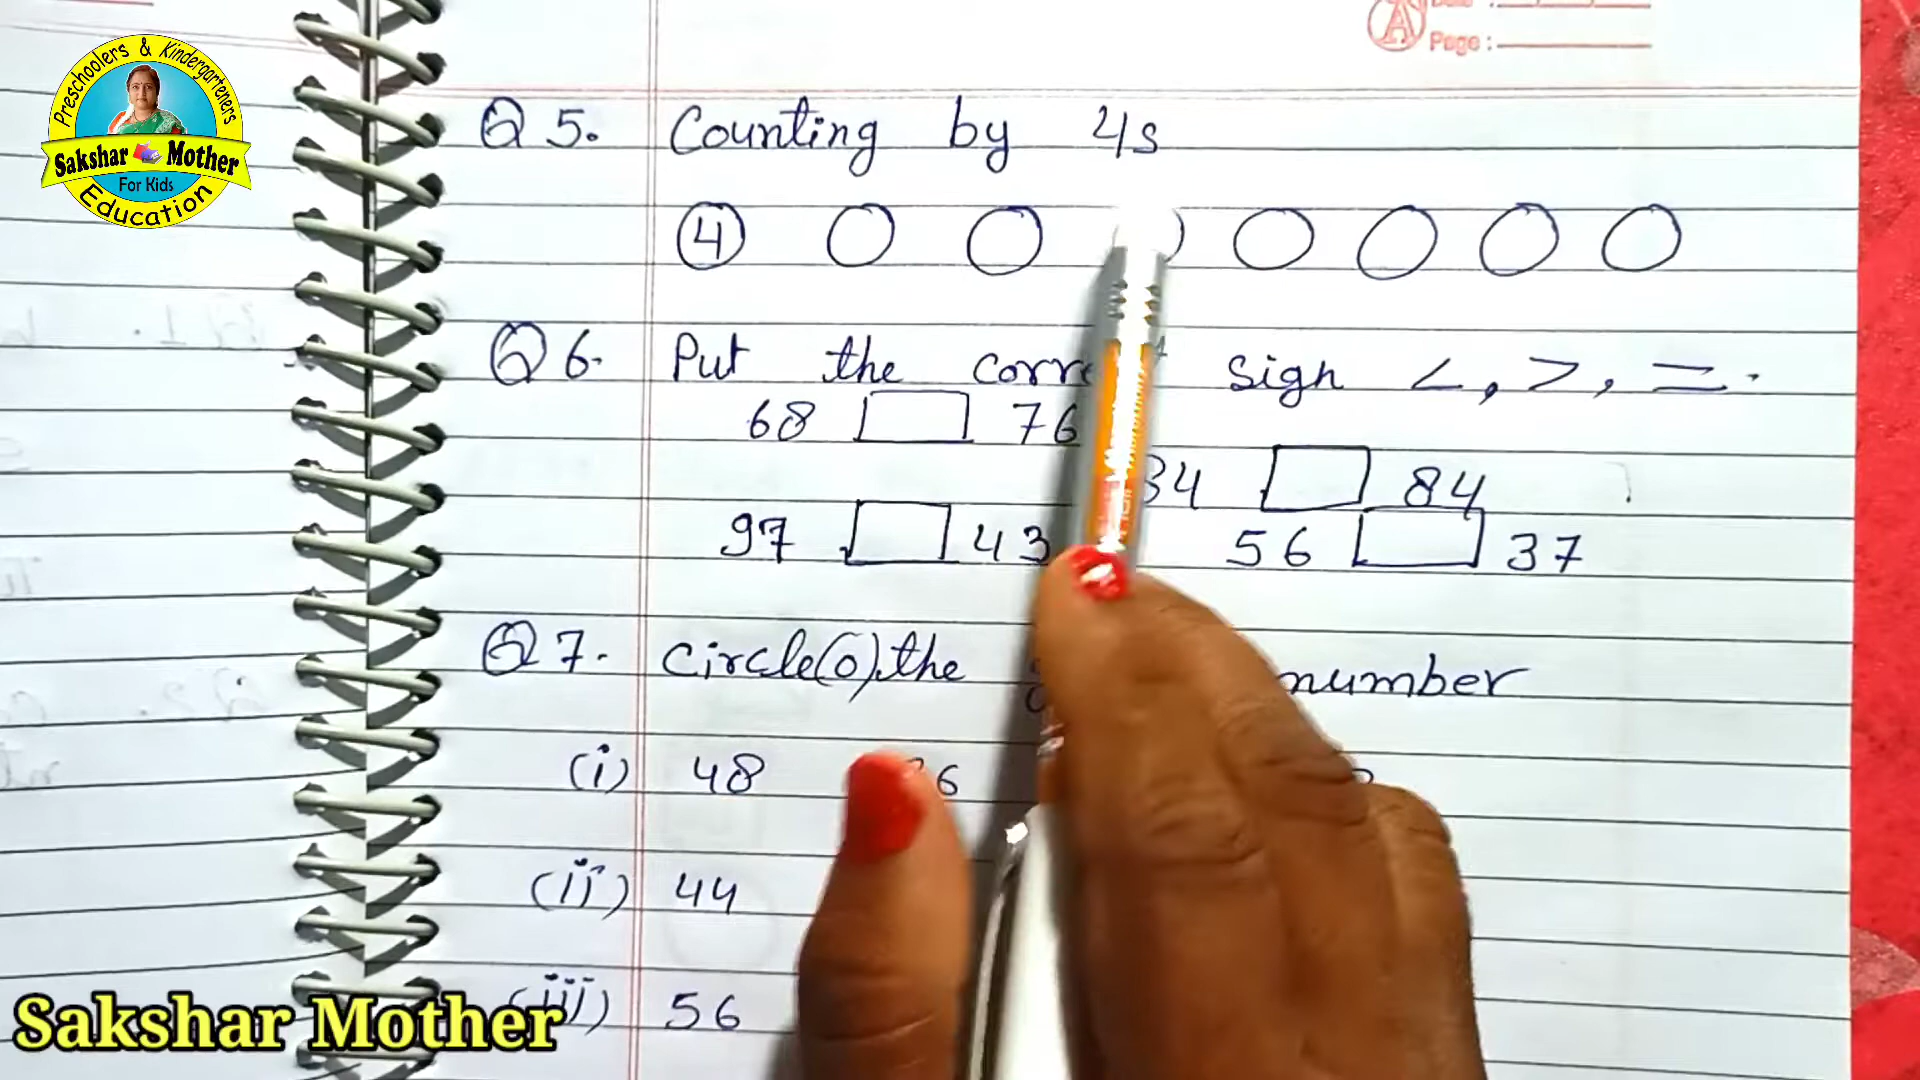 Preschoolers & Kindergarteners
Sakshar Mother
For Kids
Education
Page :
Q 5. Counting by 4s
4
Q 6. Put the sign <, >, =.
68 76
34 84
97 43 56 37
Q 7. Circle(o).the number
(i) 48
(ii) 44
(iii) 56
Sakshar Mother